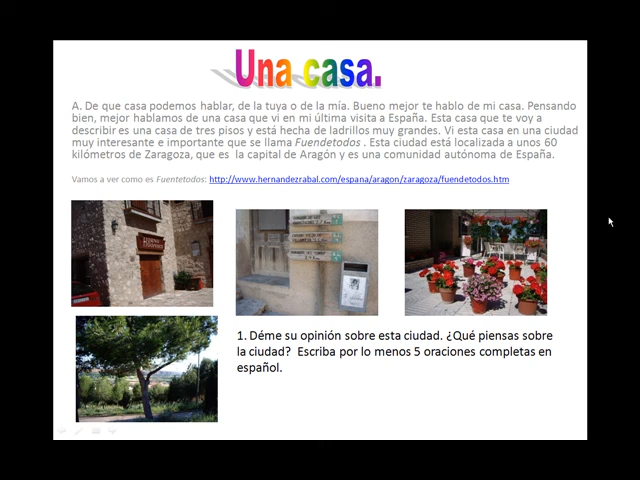 Una casa.
A. De que casa podemos hablar, de la tuya o de la mía. Bueno mejor te hablo de mi casa. Pensando
bien, mejor hablamos de una casa que vi en mi última visita a España. Esta casa que te voy a
describir es una casa de tres pisos y está hecha de ladrillos muy grandes. Vi esta casa en una ciudad
muy interesante e importante que se llama Fuendetodos . Esta ciudad está localizada a unos 60
kilómetros de Zaragoza, que es la capital de Aragón y es una comunidad autónoma de España.
Vamos a ver como es Fuentetodos: http://www.hernandezrabal.com/espana/aragon/zaragoza/fuendetodos.htm
1. Déme su opinión sobre esta ciudad. ¿Qué piensas sobre
la ciudad? Escriba por lo menos 5 oraciones completas en
español.